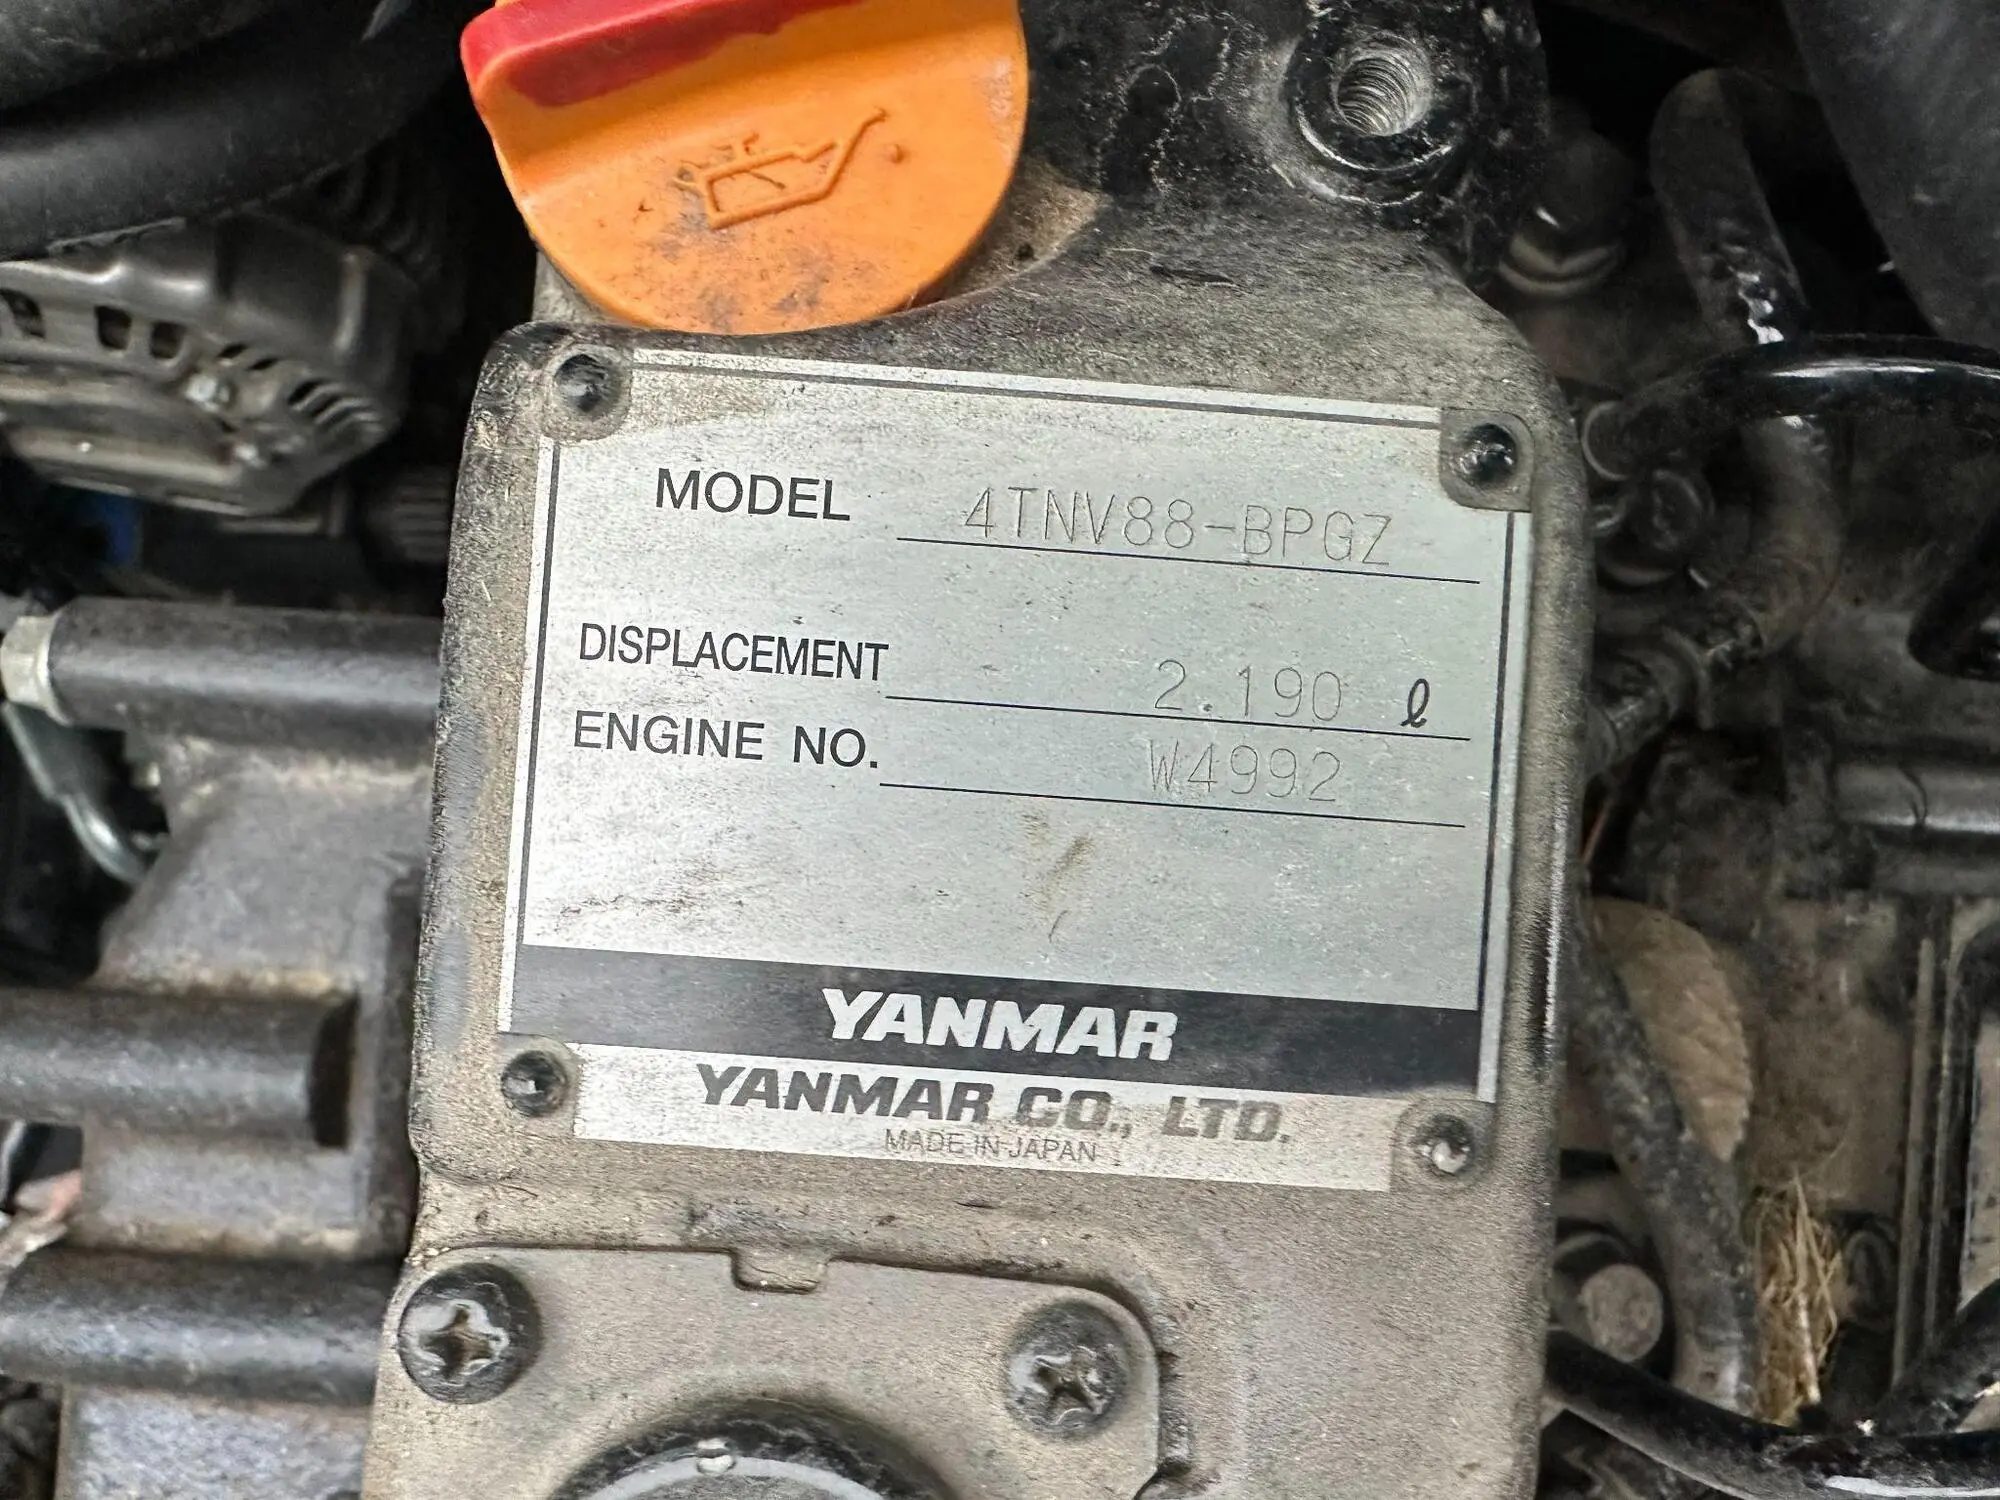 MODEL 4TNV88-BPGZ
DISPLACEMENT 2.190 ℓ
ENGINE NO. W4992
YANMAR
YANMAR CO., LTD.
MADE IN JAPAN